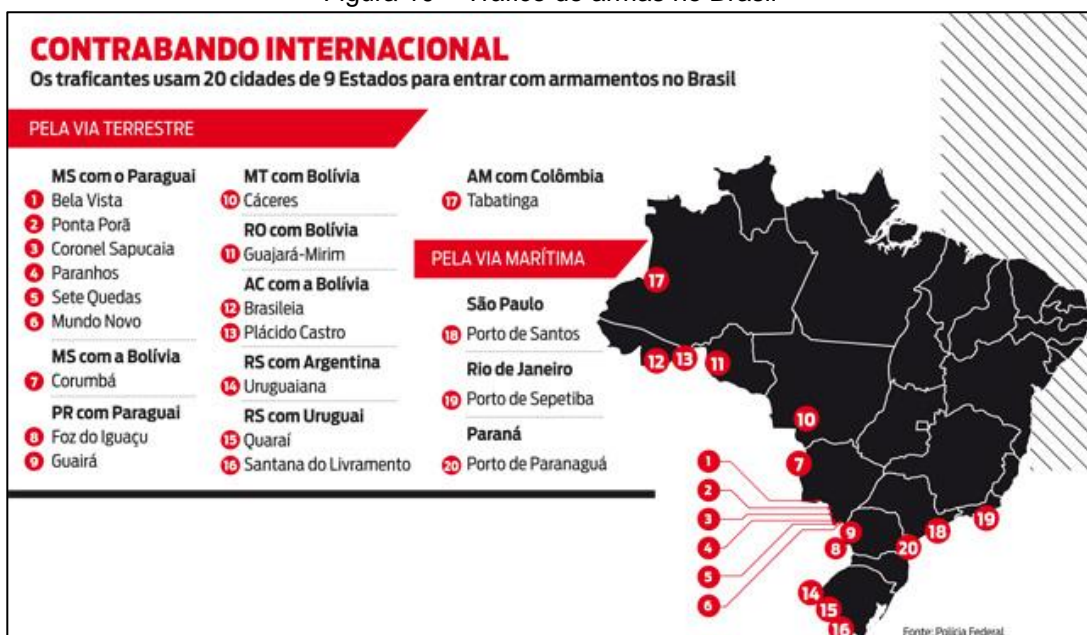 Figura 10 – Tráfico de armas no Brasil
CONTRABANDO INTERNACIONAL
Os traficantes usam 20 cidades de 9 Estados para entrar com armamentos no Brasil
PELA VIA TERRESTRE
MS com o Paraguai
1 Bela Vista
2 Ponta Porã
3 Coronel Sapucaia
4 Paranhos
5 Sete Quedas
6 Mundo Novo
MS com a Bolívia
7 Corumbá
PR com Paraguai
8 Foz do Iguaçu
9 Guairá
MT com Bolívia
10 Cáceres
RO com Bolívia
11 Guajará-Mirim
AC com a Bolívia
12 Brasileia
13 Plácido Castro
RS com Argentina
14 Uruguaiana
RS com Uruguai
15 Quaraí
16 Santana do Livramento
AM com Colômbia
17 Tabatinga
PELA VIA MARÍTIMA
São Paulo
18 Porto de Santos
Rio de Janeiro
19 Porto de Sepetiba
Paraná
20 Porto de Paranaguá
17
12 13 11
10
7
1
2
3
4
5
6
9
8
20
18
19
14
15
16
Fonte: Polícia Federal